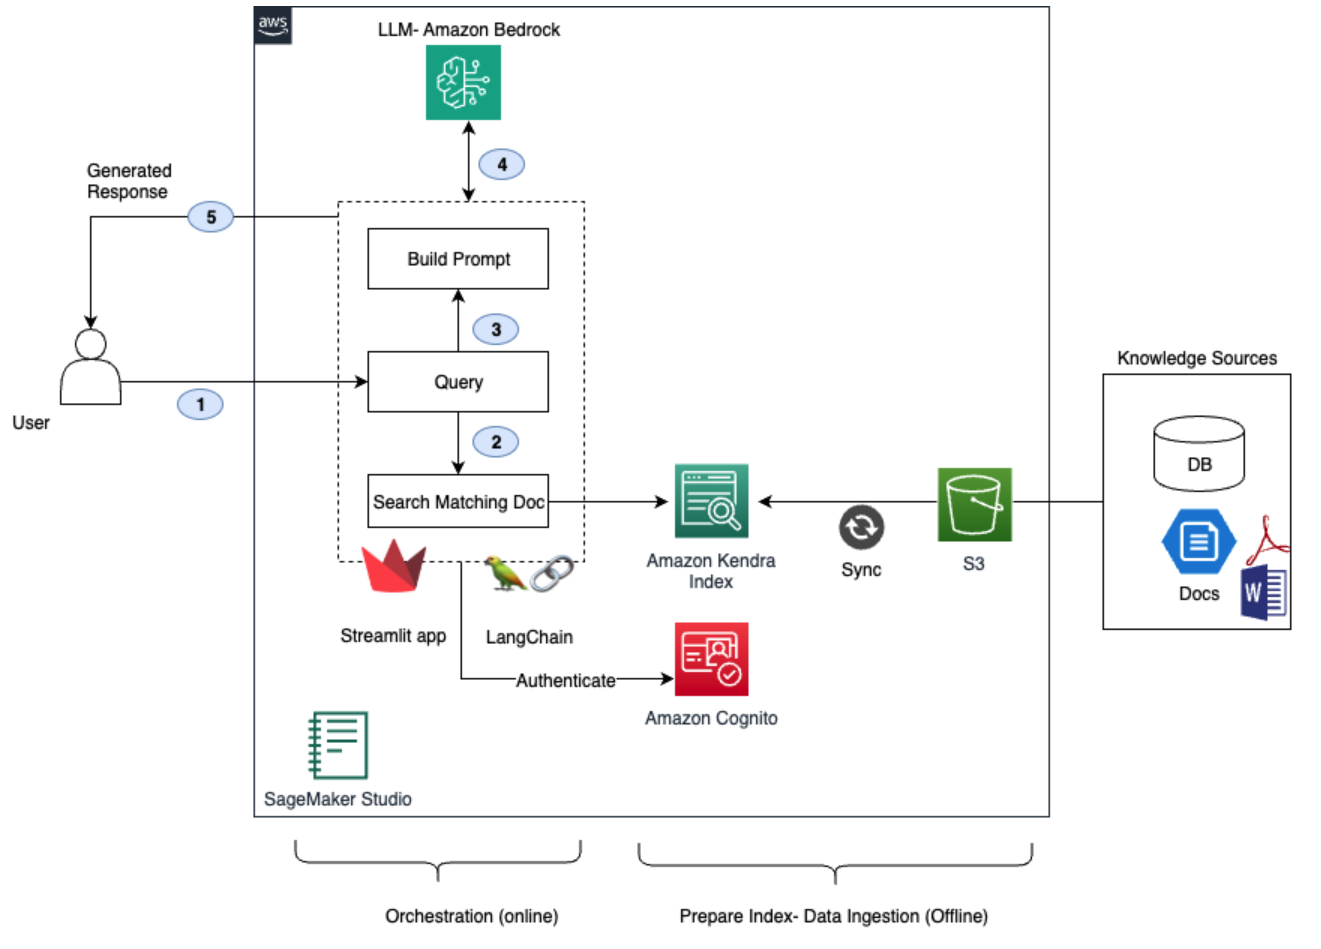 aws
LLM- Amazon Bedrock
4
Generated
Response
5
Build Prompt
3
Query
1
User
2
Search Matching Doc
Knowledge Sources
DB
Docs
W
Amazon Kendra
Index
Sync
S3
Streamlit app
LangChain
Authenticate
Amazon Cognito
SageMaker Studio
Orchestration (online)
Prepare Index- Data Ingestion (Offline)